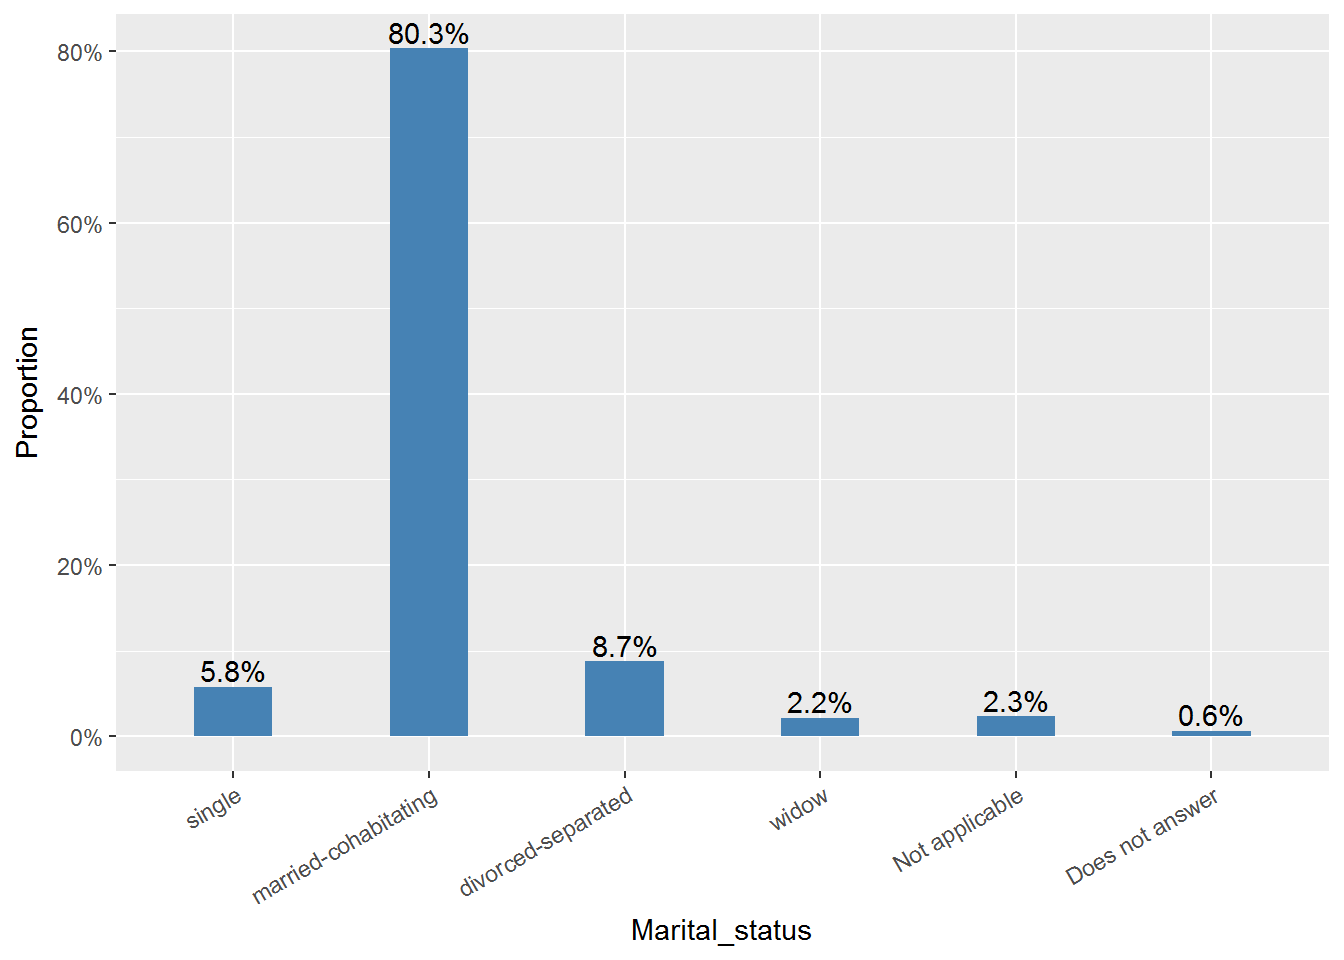 80.3%
80%
60%
40%
20%
8.7%
5.8%
2.2%
2.3%
0.6%
0%
Proportion
single
married-cohabitating
divorced-separated
widow
Not applicable
Does not answer
Marital_status